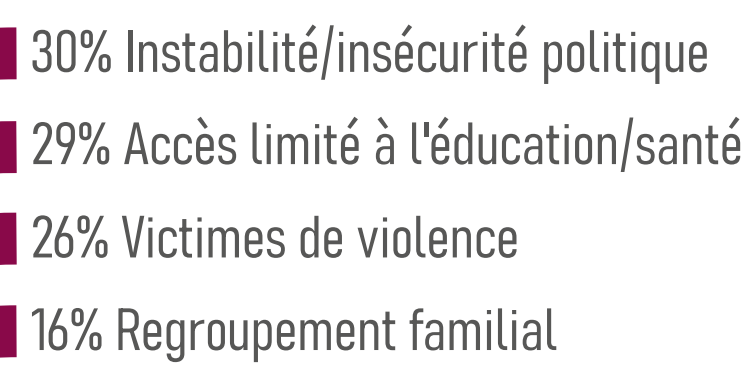 30% Instabilité/insécurité politique
29% Accès limité à l'éducation/santé
26% Victimes de violence
16% Regroupement familial